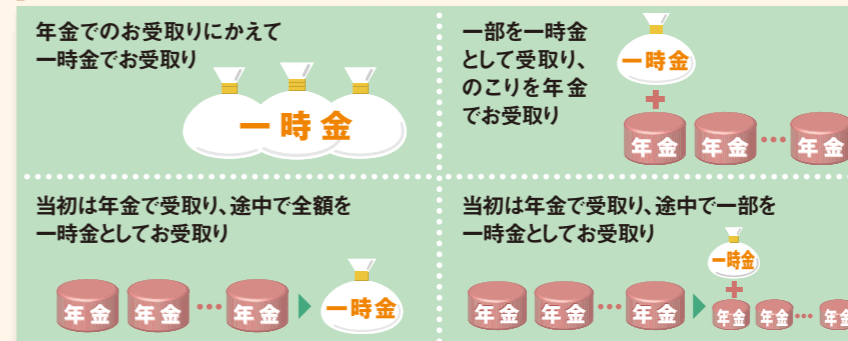 年金でのお受取りにかえて
一時金でお受取り
一時金
一部を一時金
として受取り、
のこりを年金
でお受取り
一時金
+
年金 年金 … 年金
当初は年金で受取り、途中で全額を
一時金としてお受取り
年金 年金 … 年金 一時金
当初は年金で受取り、途中で一部を
一時金としてお受取り
一時金
+
年金 年金 … 年金 年金 年金 … 年金